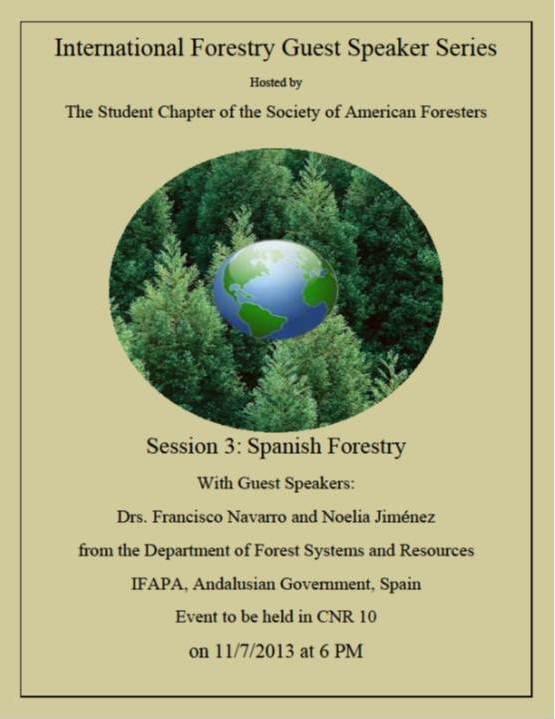 International Forestry Guest Speaker Series
Hosted by
The Student Chapter of the Society of American Foresters
Session 3: Spanish Forestry
With Guest Speakers:
Drs. Francisco Navarro and Noelia Jiménez
from the Department of Forest Systems and Resources
IFAPA, Andalusian Government, Spain
Event to be held in CNR 10
on 11/7/2013 at 6 PM